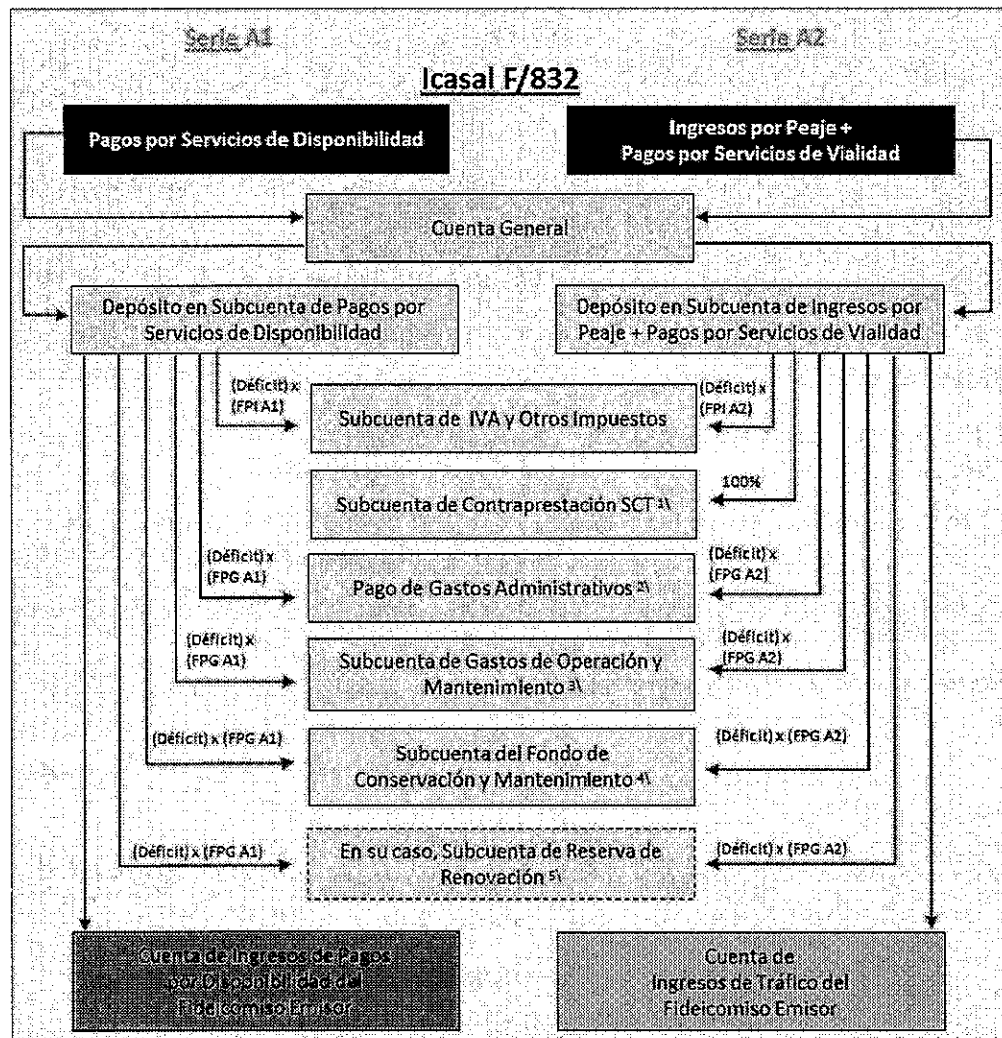 Serie A1
Serie A2
Icasal F/832
Pagos por Servicios de Disponibilidad
Ingresos por Peaje +
Pagos por Servicios de Vialidad
Cuenta General
Depósito en Subcuenta de Pagos por
Servicios de Disponibilidad
Depósito en Subcuenta de Ingresos por
Peaje + Pagos por Servicios de Vialidad
(Déficit) x
(FPI A1)
Subcuenta de IVA y Otros Impuestos
(Déficit) x
(FPI A2)
Subcuenta de Contraprestación SCT 1\
100%
(Déficit) x
(FPG A1)
Pago de Gastos Administrativos 2\
(Déficit) x
(FPG A2)
(Déficit) x
(FPG A1)
Subcuenta de Gastos de Operación y
Mantenimiento 3\
(Déficit) x
(FPG A2)
(Déficit) x (FPG A1)
Subcuenta del Fondo de
Conservación y Mantenimiento 4\
(Déficit) x (FPG A2)
(Déficit) x (FPG A1)
En su caso, Subcuenta de Reserva de
Renovación 5\
(Déficit) x (FPG A2)
Cuenta de Ingresos de Pagos
por Disponibilidad del
Fideicomiso Emisor
Cuenta de
Ingresos de Tráfico del
Fideicomiso Emisor